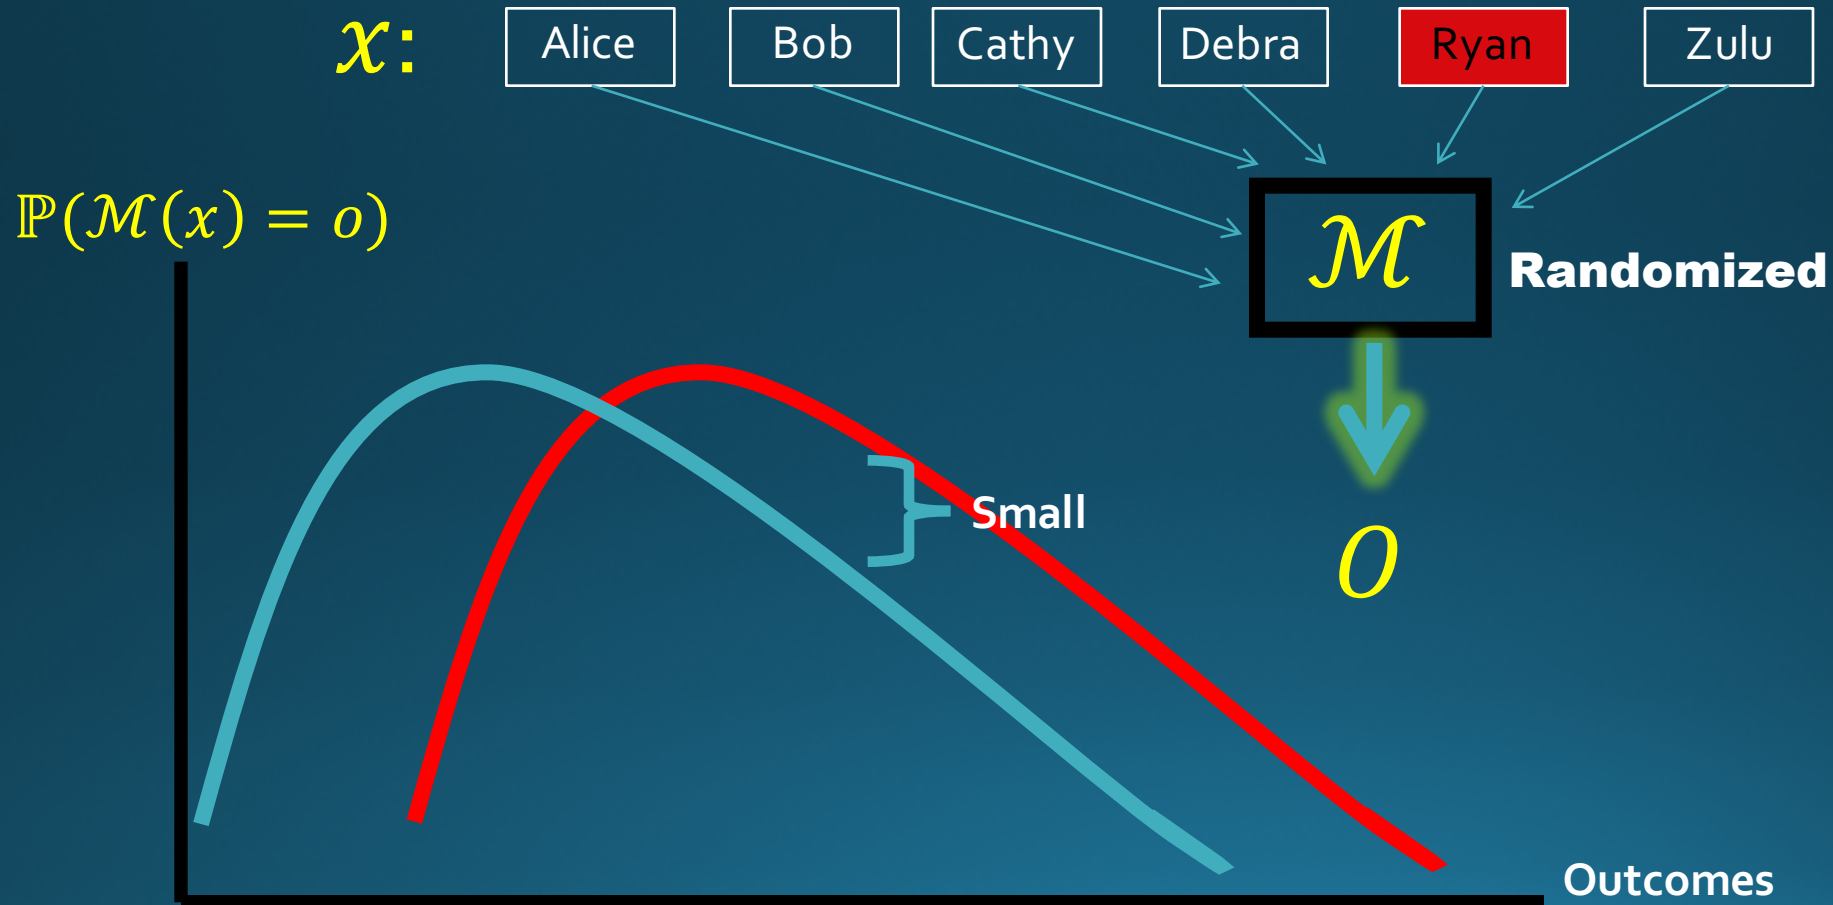 x: Alice Bob Cathy Debra Ryan Zulu
ℙ(ℳ(x) = o)
ℳ Randomized
Small
O
Outcomes